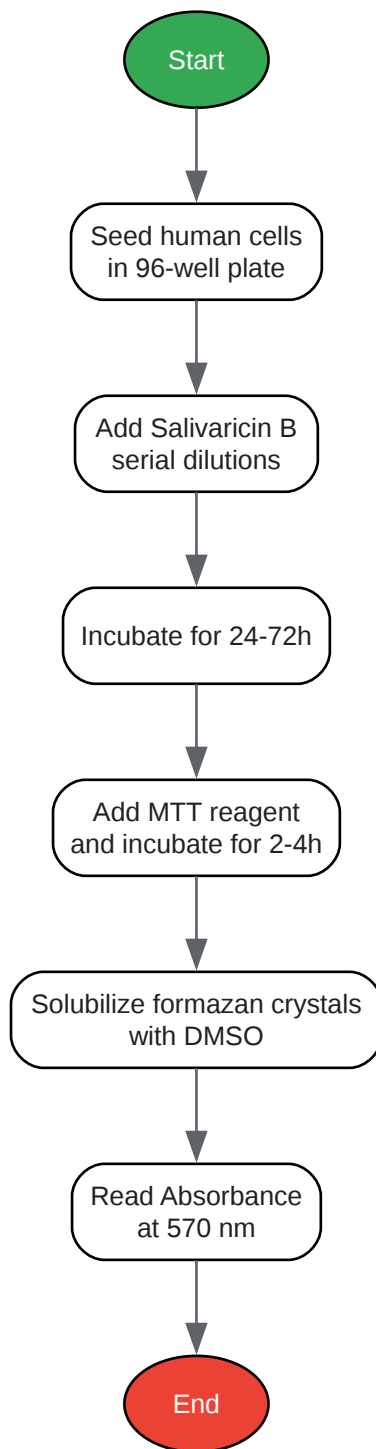 Start
Seed human cells
in 96-well plate
Add Salivaricin B
serial dilutions
Incubate for 24-72h
Add MTT reagent
and incubate for 2-4h
Solubilize formazan crystals
with DMSO
Read Absorbance
at 570 nm
End